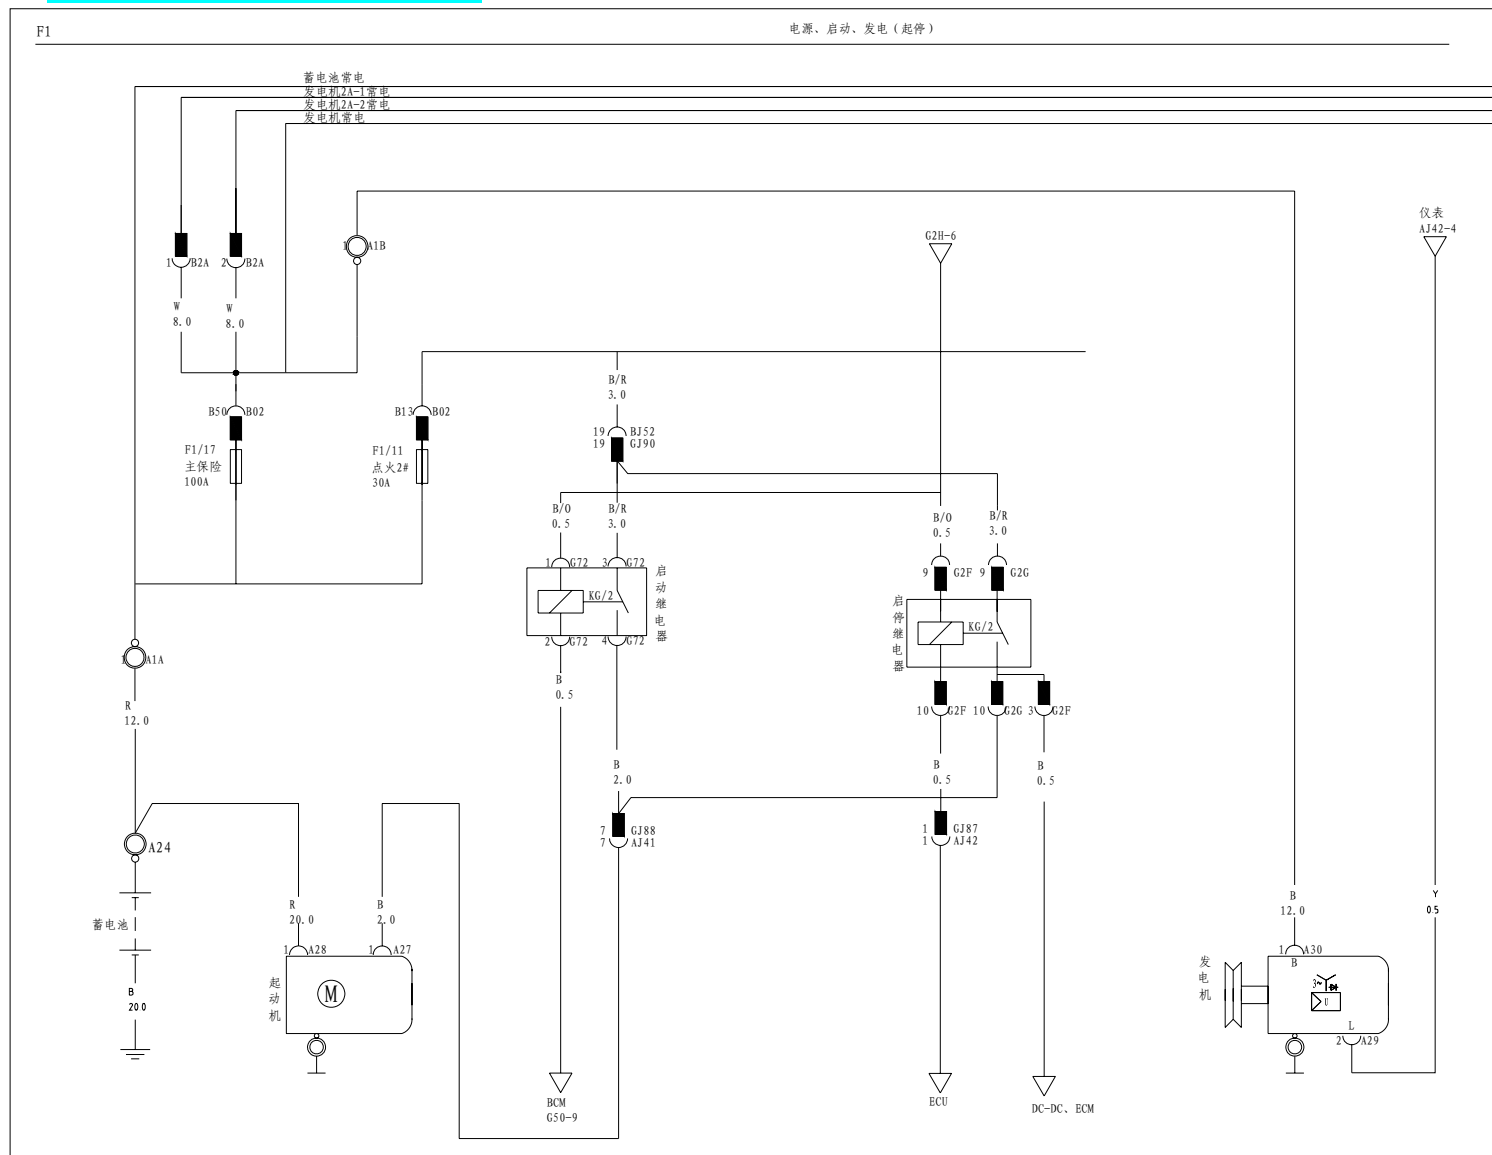 F1
电源、启动、发电（起停）
蓄电池常电
发电机2A-1常电
发电机2A-2常电
发电机常电
1 A1B
仪表
AJ42-4
G2H-6
1 B2A
2 B2A
W
8.0
W
8.0
B/R
3.0
B50 B02
B13 B02
19 BJ52
19 GJ90
F1/17
主保险
100A
F1/11
点火2#
30A
B/O
0.5
B/R
3.0
B/O
0.5
B/R
3.0
1 G72
3 G72
启动继电器
KG/2
2 G72
4 G72
9 G2F
9 G2G
启停继电器
KG/2
10 G2F
10 G2G
3 G2F
1 A1A
R
12.0
B
0.5
B
2.0
B
0.5
B
0.5
7 GJ88
7 AJ41
1 GJ87
1 AJ42
A24
蓄电池
R
20.0
B
2.0
B
12.0
Y
0.5
1 A28
1 A27
起动机
M
B
20.0
1 A30
B
发电机
3~
U
L
2 A29
BCM
G50-9
ECU
DC-DC、ECM